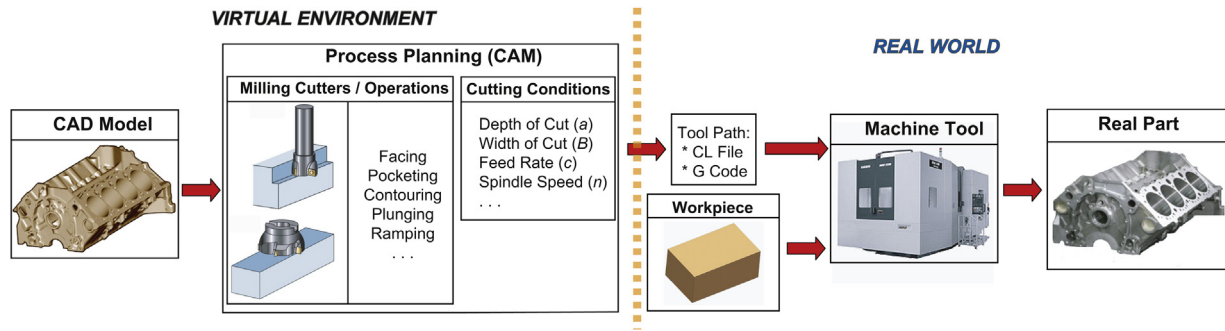 VIRTUAL ENVIRONMENT
REAL WORLD
Process Planning (CAM)
Milling Cutters / Operations
Cutting Conditions
CAD Model
Facing
Pocketing
Contouring
Plunging
Ramping
. . .
Depth of Cut (a)
Width of Cut (B)
Feed Rate (c)
Spindle Speed (n)
. . .
Tool Path:
* CL File
* G Code
Workpiece
Machine Tool
Real Part